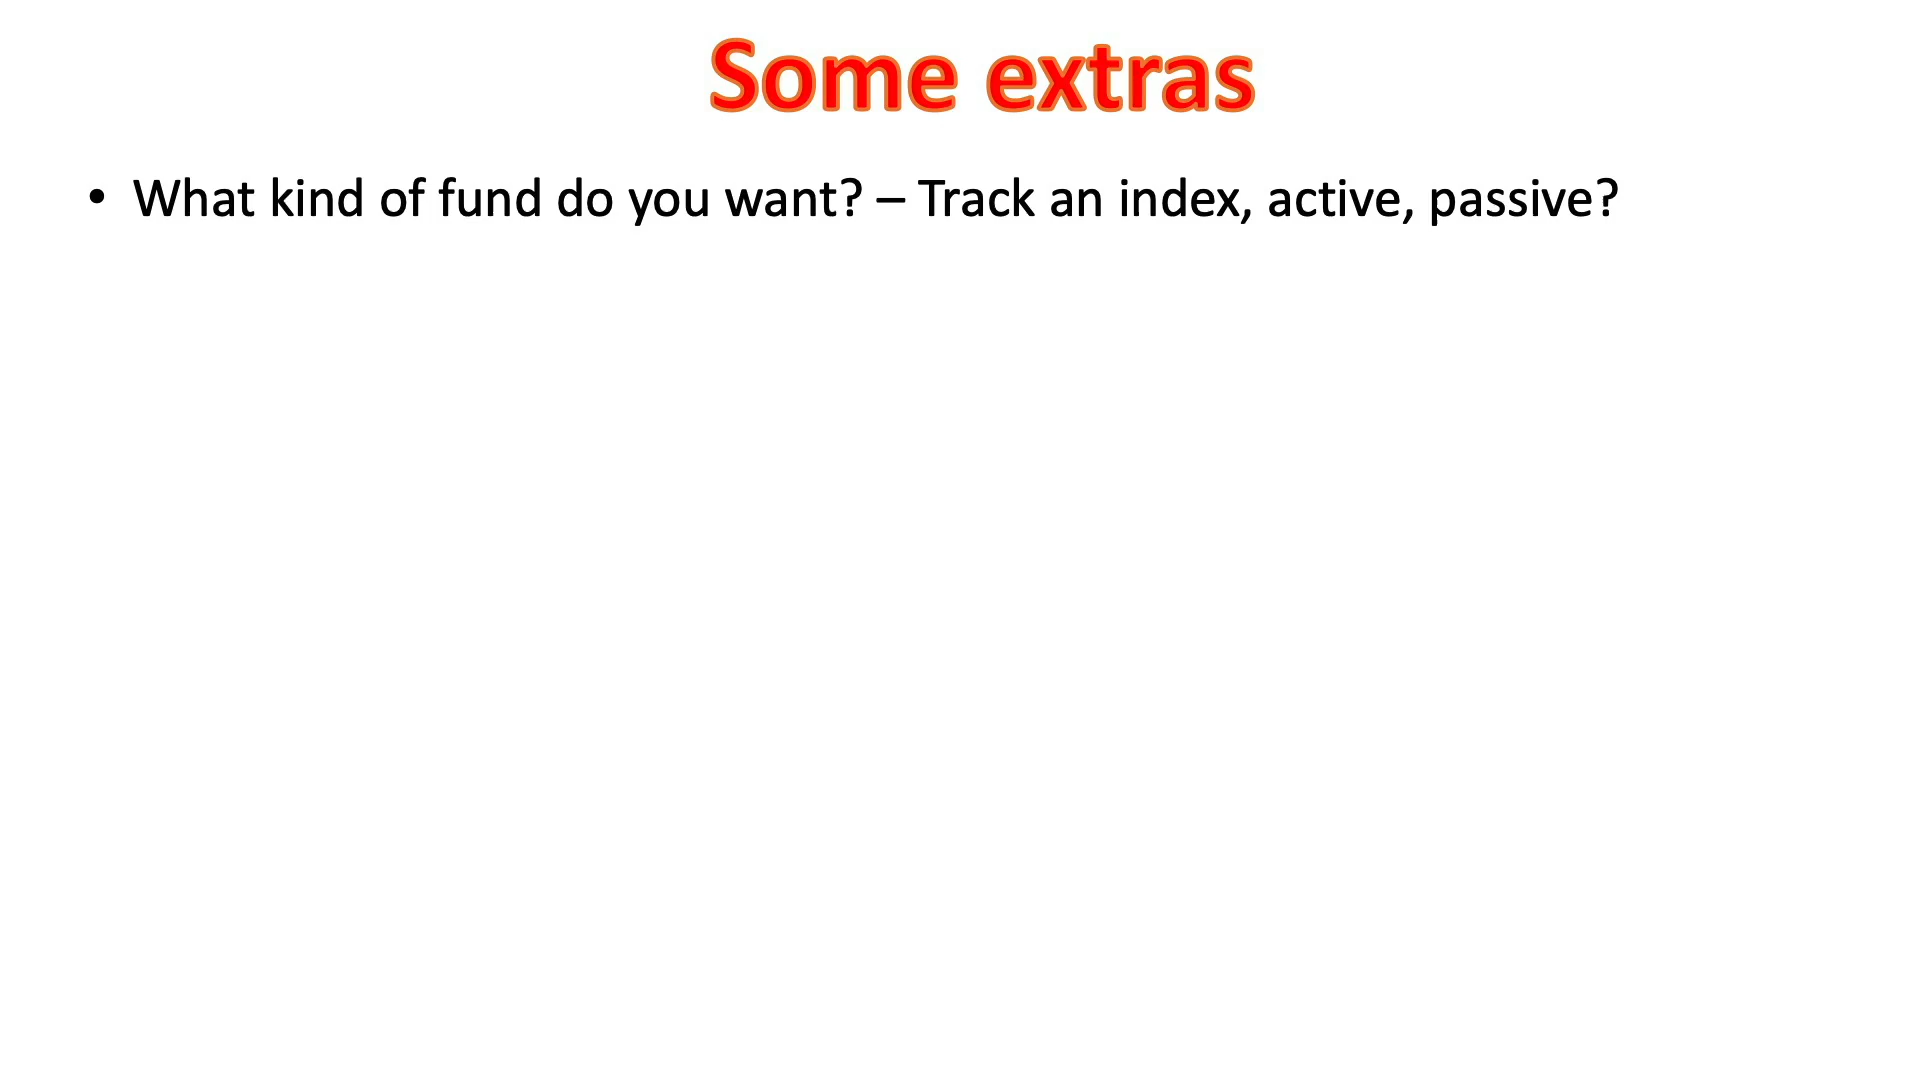 Some extras
• What kind of fund do you want? – Track an index, active, passive?